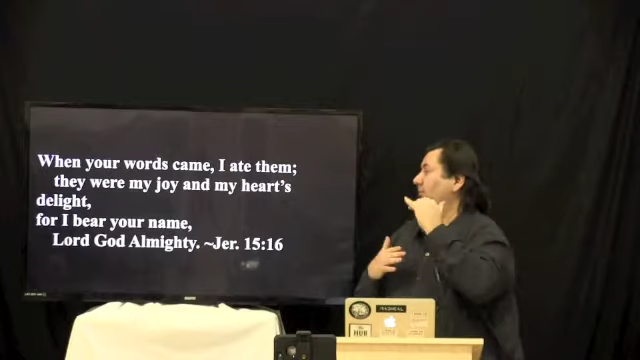 When your words came, I ate them;
they were my joy and my heart's
delight,
for I bear your name,
Lord God Almighty. ~Jer. 15:16
HUB